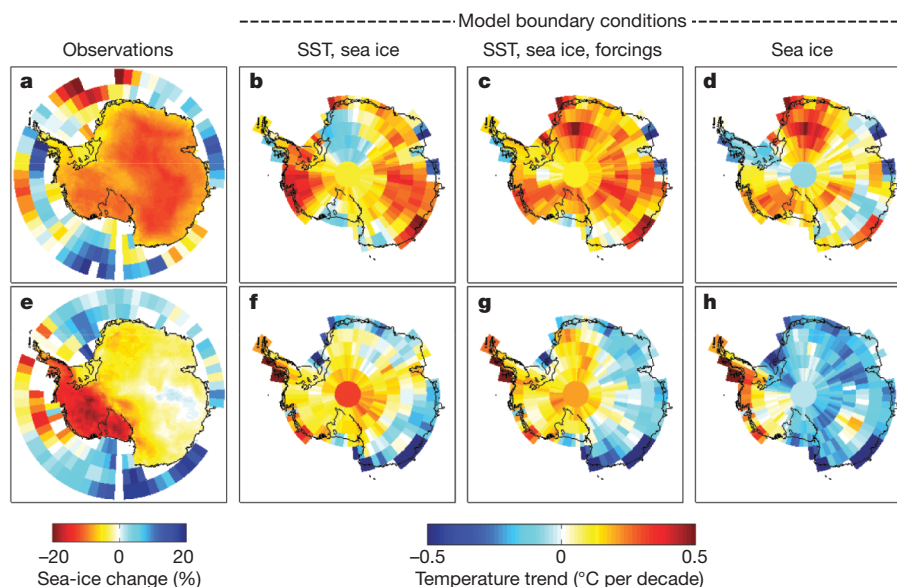 Model boundary conditions
Observations
SST, sea ice
SST, sea ice, forcings
Sea ice
a
b
c
d
e
f
g
h
−20
0
20
Sea-ice change (%)
−0.5
0
0.5
Temperature trend (°C per decade)